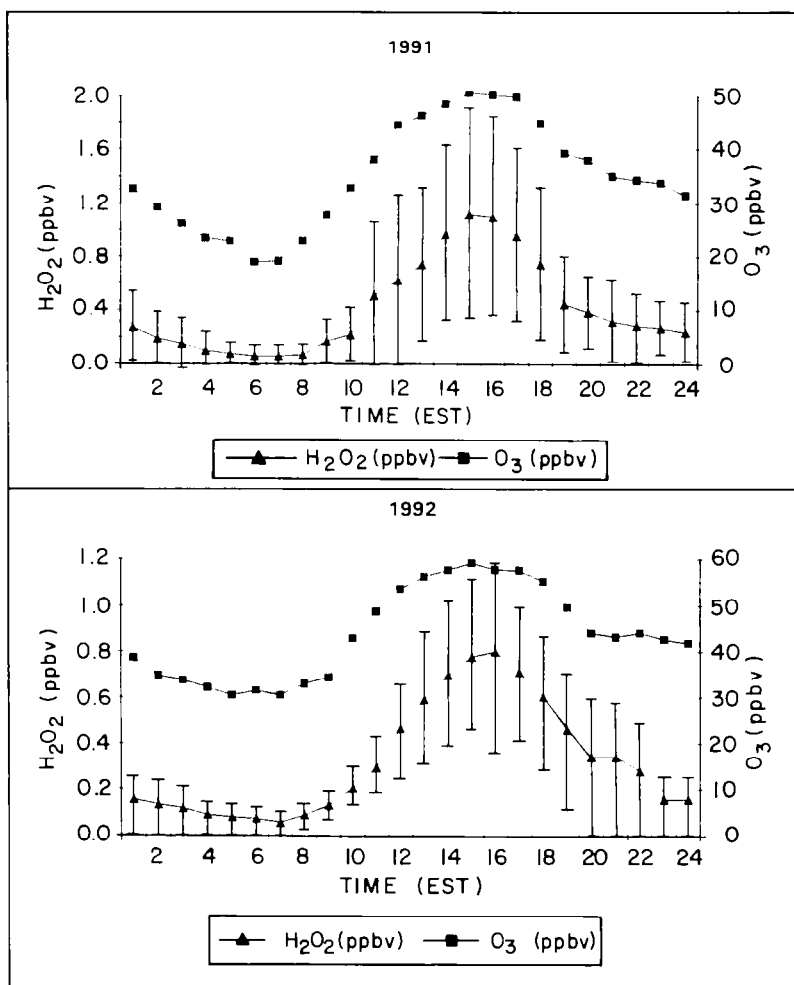 1991
2.0
1.6
1.2
0.8
0.4
0.0
H₂O₂ (ppbv)
50
40
30
20
10
0
O₃ (ppbv)
2 4 6 8 10 12 14 16 18 20 22 24
TIME (EST)
H₂O₂ (ppbv) O₃ (ppbv)
1992
1.2
1.0
0.8
0.6
0.4
0.2
0.0
H₂O₂ (ppbv)
60
50
40
30
20
10
0
O₃ (ppbv)
2 4 6 8 10 12 14 16 18 20 22 24
TIME (EST)
H₂O₂ (ppbv) O₃ (ppbv)